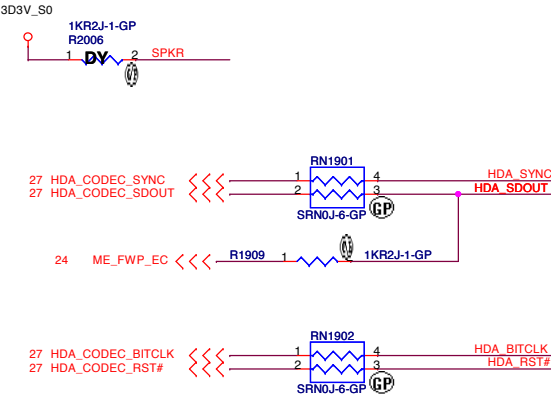 3D3V_S0
1KR2J-1-GP
R2006
1 DY 2 SPKR
RN1901
27 HDA_CODEC_SYNC 1 4 HDA_SYNC
27 HDA_CODEC_SDOUT 2 3 HDA_SDOUT
SRN0J-6-GP GP
24 ME_FWP_EC R1909 1 1KR2J-1-GP
RN1902
27 HDA_CODEC_BITCLK 1 4 HDA_BITCLK
27 HDA_CODEC_RST# 2 3 HDA_RST#
SRN0J-6-GP GP